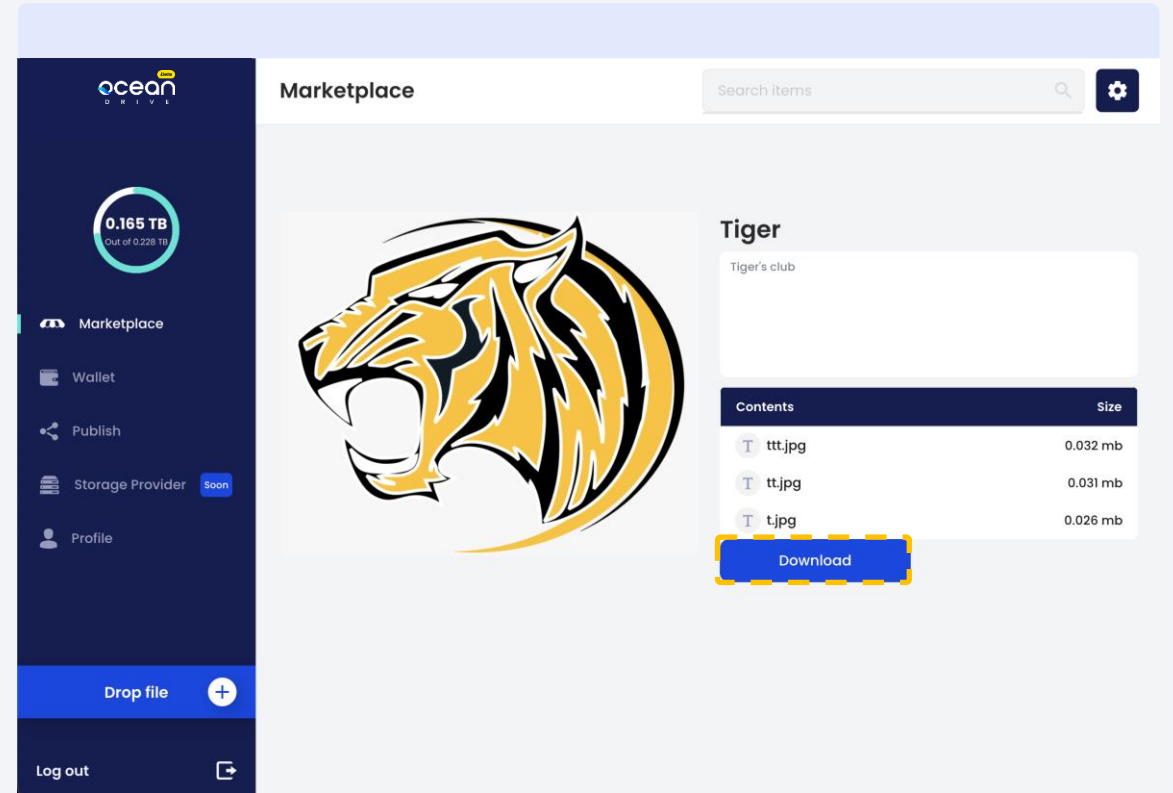 Beta
ocean
DRIVE
Marketplace
Search items
0.165 TB
Out of 0.228 TB
Marketplace
Wallet
Publish
Storage Provider Soon
Profile
Drop file
Log out
Tiger
Tiger's club
Contents Size
T ttt.jpg 0.032 mb
T tt.jpg 0.031 mb
T t.jpg 0.026 mb
Download